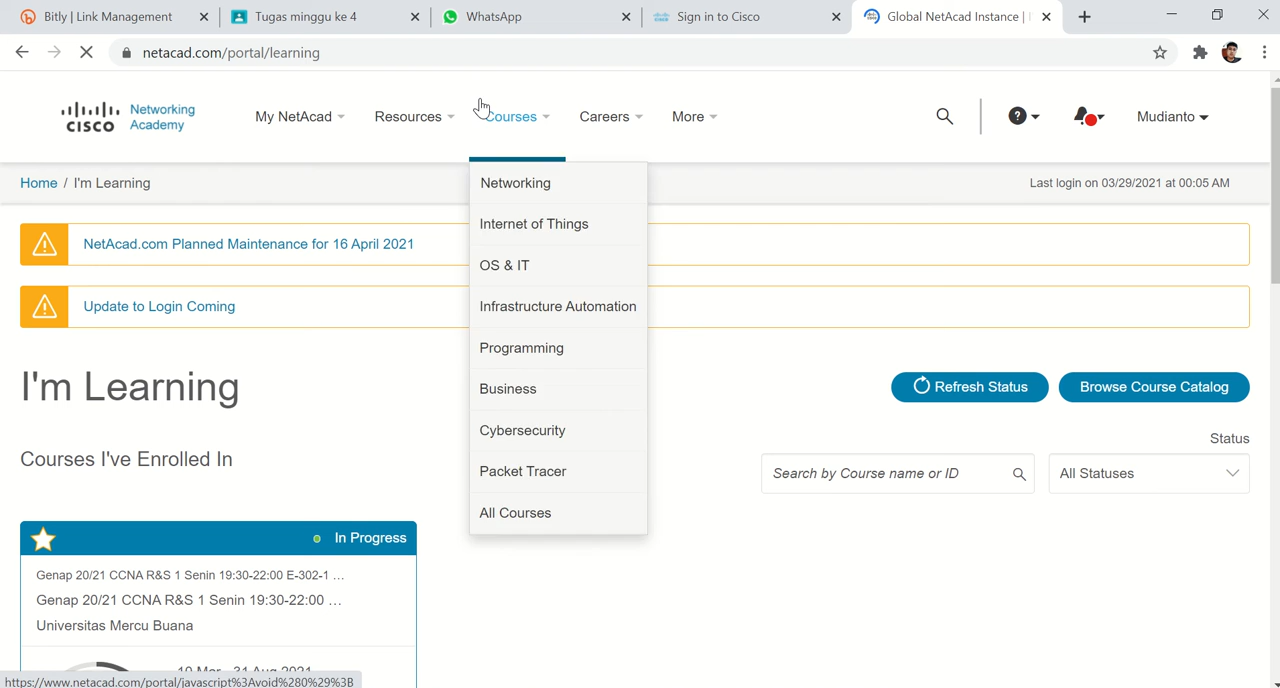 Bitly | Link Management
Tugas minggu ke 4
WhatsApp
Sign in to Cisco
Global NetAcad Instance |
netacad.com/portal/learning
CISCO
Networking
Academy
My NetAcad
Resources
Courses
Careers
More
?
Mudianto
Home / I'm Learning
Last login on 03/29/2021 at 00:05 AM
Networking
Internet of Things
OS & IT
Infrastructure Automation
Programming
Business
Cybersecurity
Packet Tracer
All Courses
NetAcad.com Planned Maintenance for 16 April 2021
Update to Login Coming
I'm Learning
Refresh Status
Browse Course Catalog
Courses I've Enrolled In
Status
Search by Course name or ID
All Statuses
In Progress
Genap 20/21 CCNA R&S 1 Senin 19:30-22:00 E-302-1 ...
Genap 20/21 CCNA R&S 1 Senin 19:30-22:00 ...
Universitas Mercu Buana
https://www.netacad.com/portal/javascript%3Avoid%280%29%3B